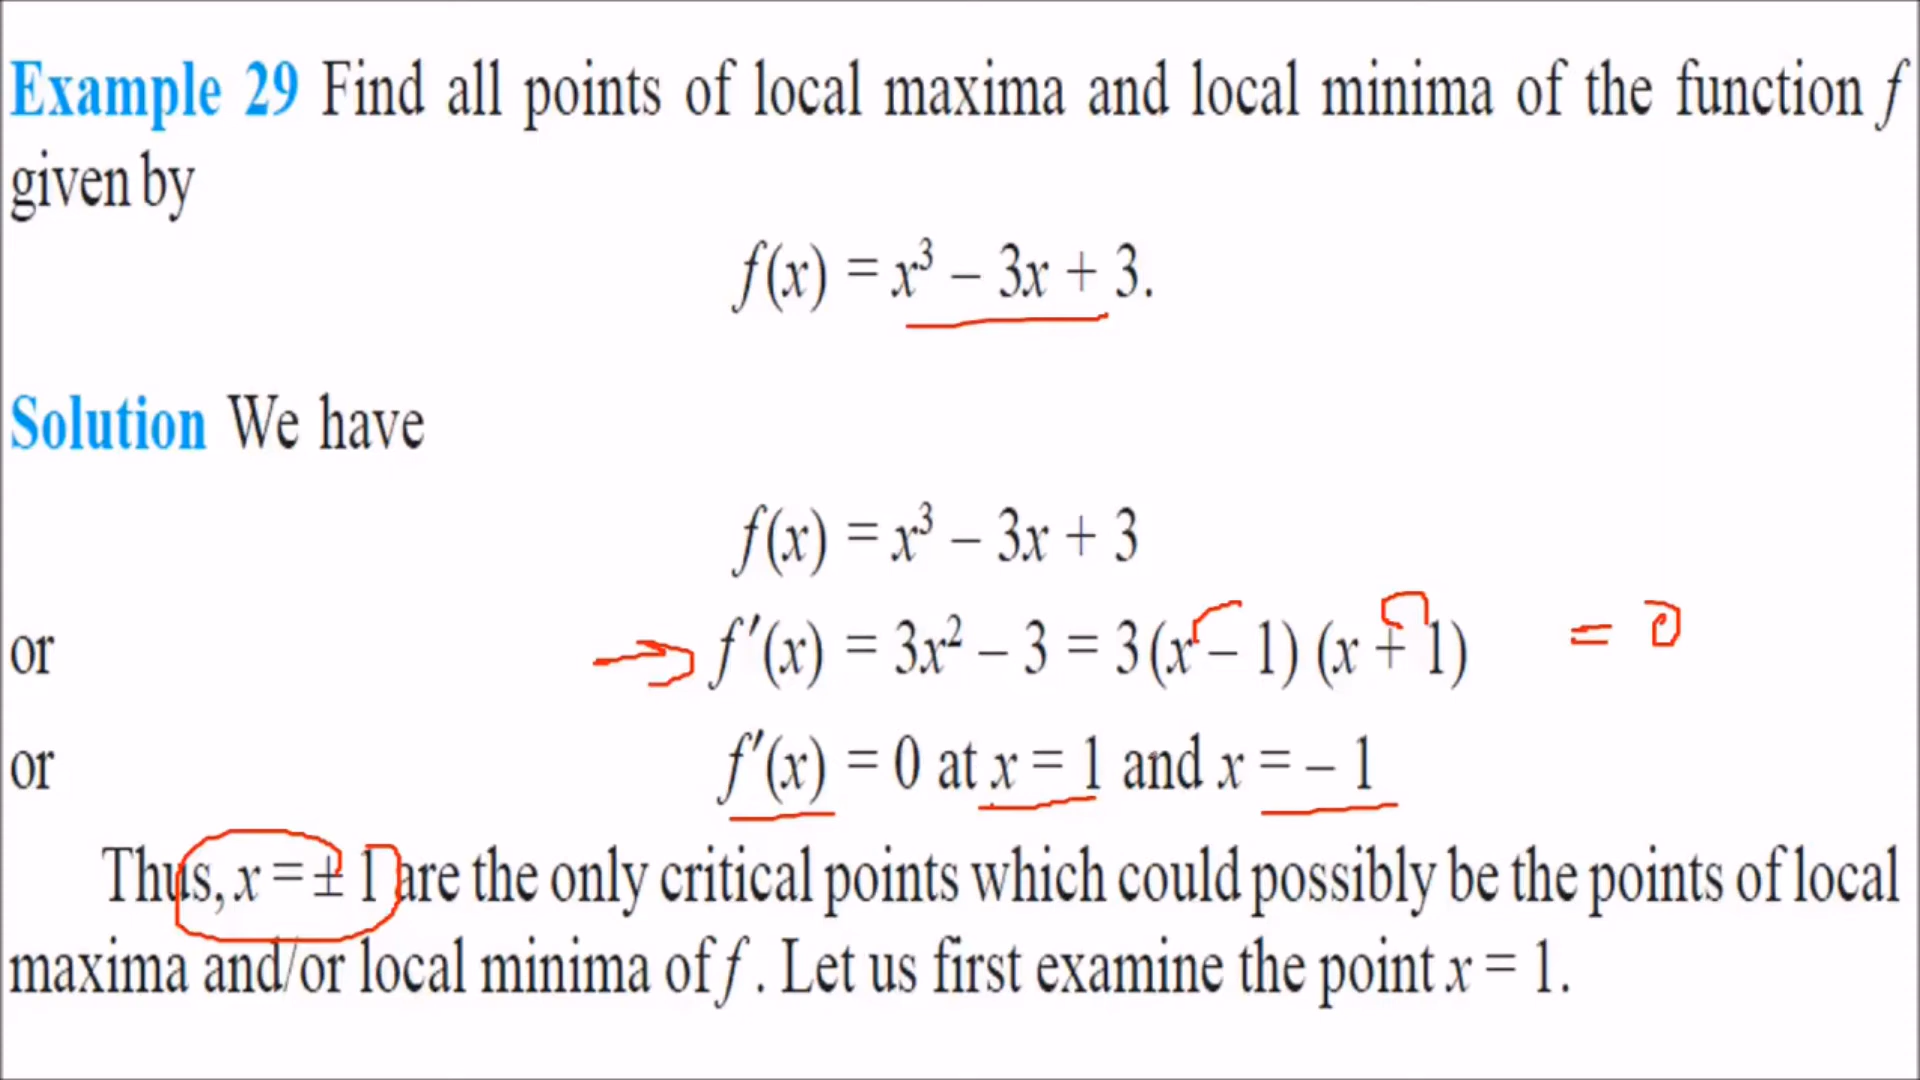 Example 29 Find all points of local maxima and local minima of the function f
given by
f(x) = x³ – 3x + 3.
Solution We have
f(x) = x³ – 3x + 3
or f′(x) = 3x² – 3 = 3(x – 1) (x + 1) = 0
or f′(x) = 0 at x = 1 and x = – 1
Thus, x = ± 1 are the only critical points which could possibly be the points of local
maxima and/or local minima of f . Let us first examine the point x = 1.